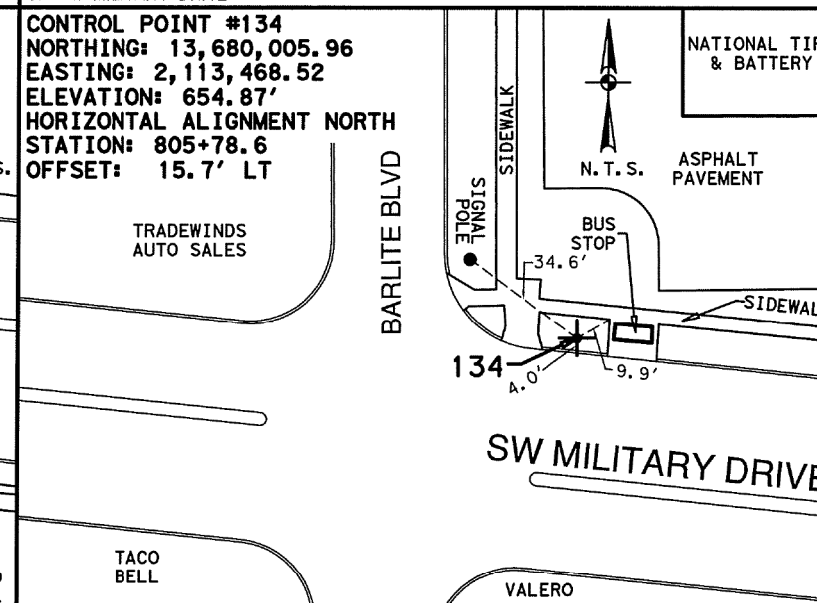 CONTROL POINT #134
NORTHING: 13,680,005.96
EASTING: 2,113,468.52
ELEVATION: 654.87'
HORIZONTAL ALIGNMENT NORTH
STATION: 805+78.6
OFFSET: 15.7' LT
TRADEWINDS
AUTO SALES
BARLITE BLVD
SIGNAL
POLE
SIDEWALK
N.T.S.
NATIONAL
& BATTERY
ASPHALT
PAVEMENT
BUS
STOP
34.6'
134
4.0'
9.9'
SW MILITARY DRIVE
TACO
BELL
VALERO